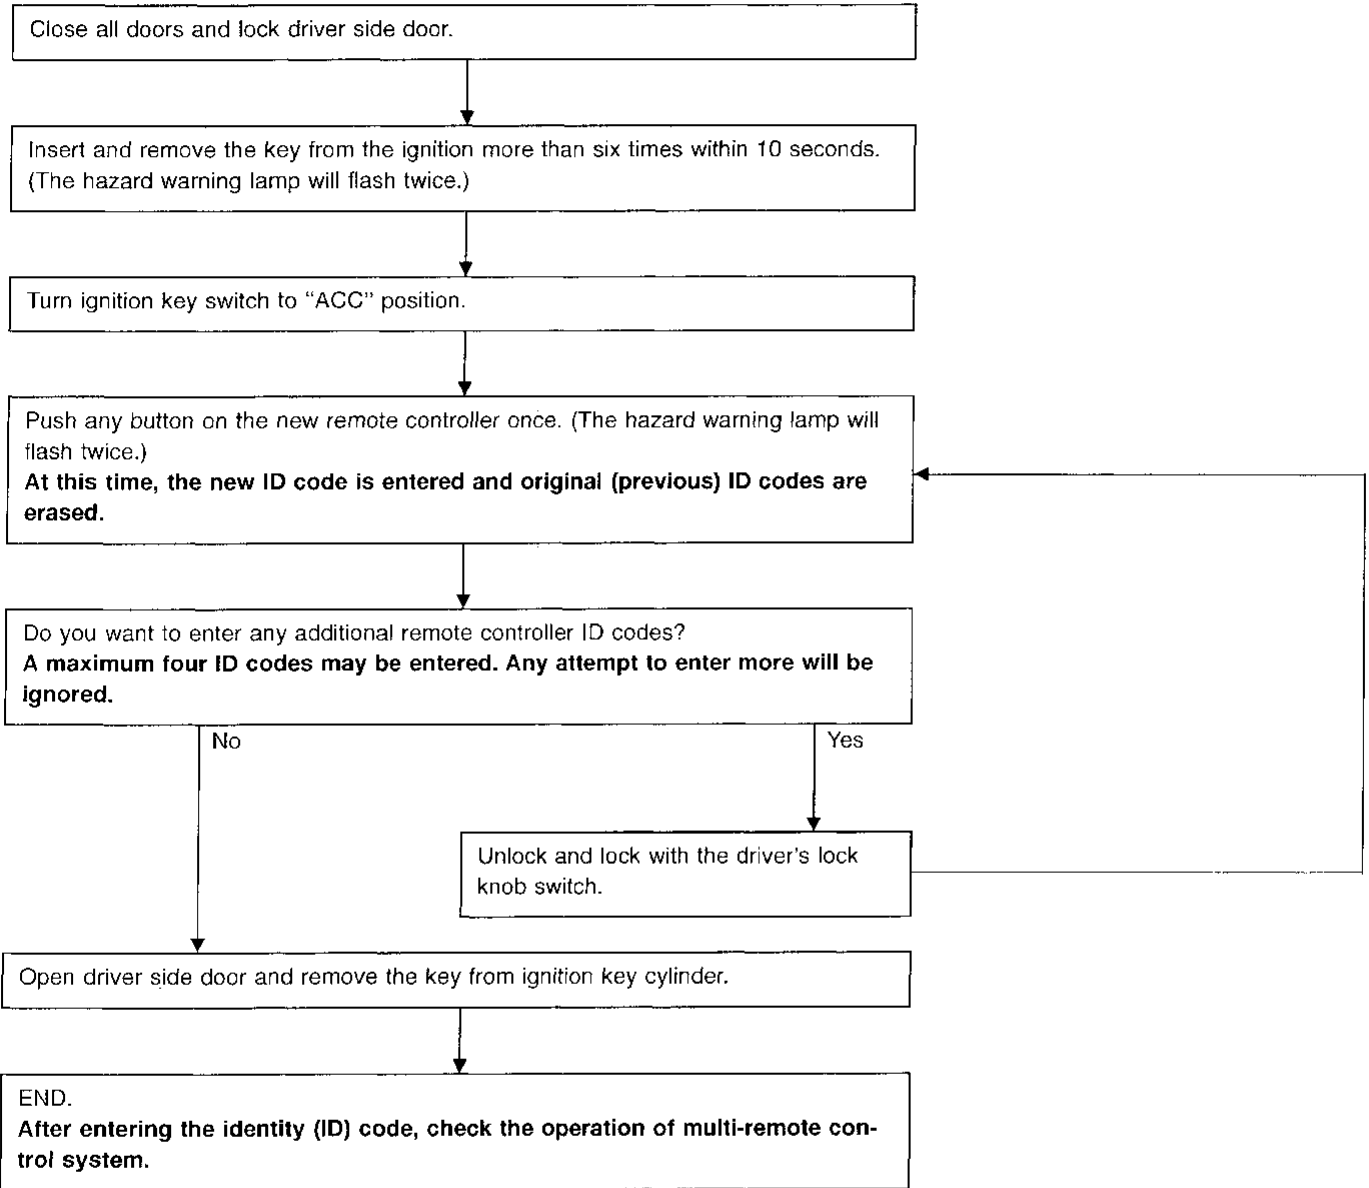 Close all doors and lock driver side door.
Insert and remove the key from the ignition more than six times within 10 seconds.
(The hazard warning lamp will flash twice.)
Turn ignition key switch to “ACC” position.
Push any button on the new remote controller once. (The hazard warning lamp will
flash twice.)
At this time, the new ID code is entered and original (previous) ID codes are
erased.
Do you want to enter any additional remote controller ID codes?
A maximum four ID codes may be entered. Any attempt to enter more will be
ignored.
No
Yes
Unlock and lock with the driver's lock
knob switch.
Open driver side door and remove the key from ignition key cylinder.
END.
After entering the identity (ID) code, check the operation of multi-remote con-
trol system.